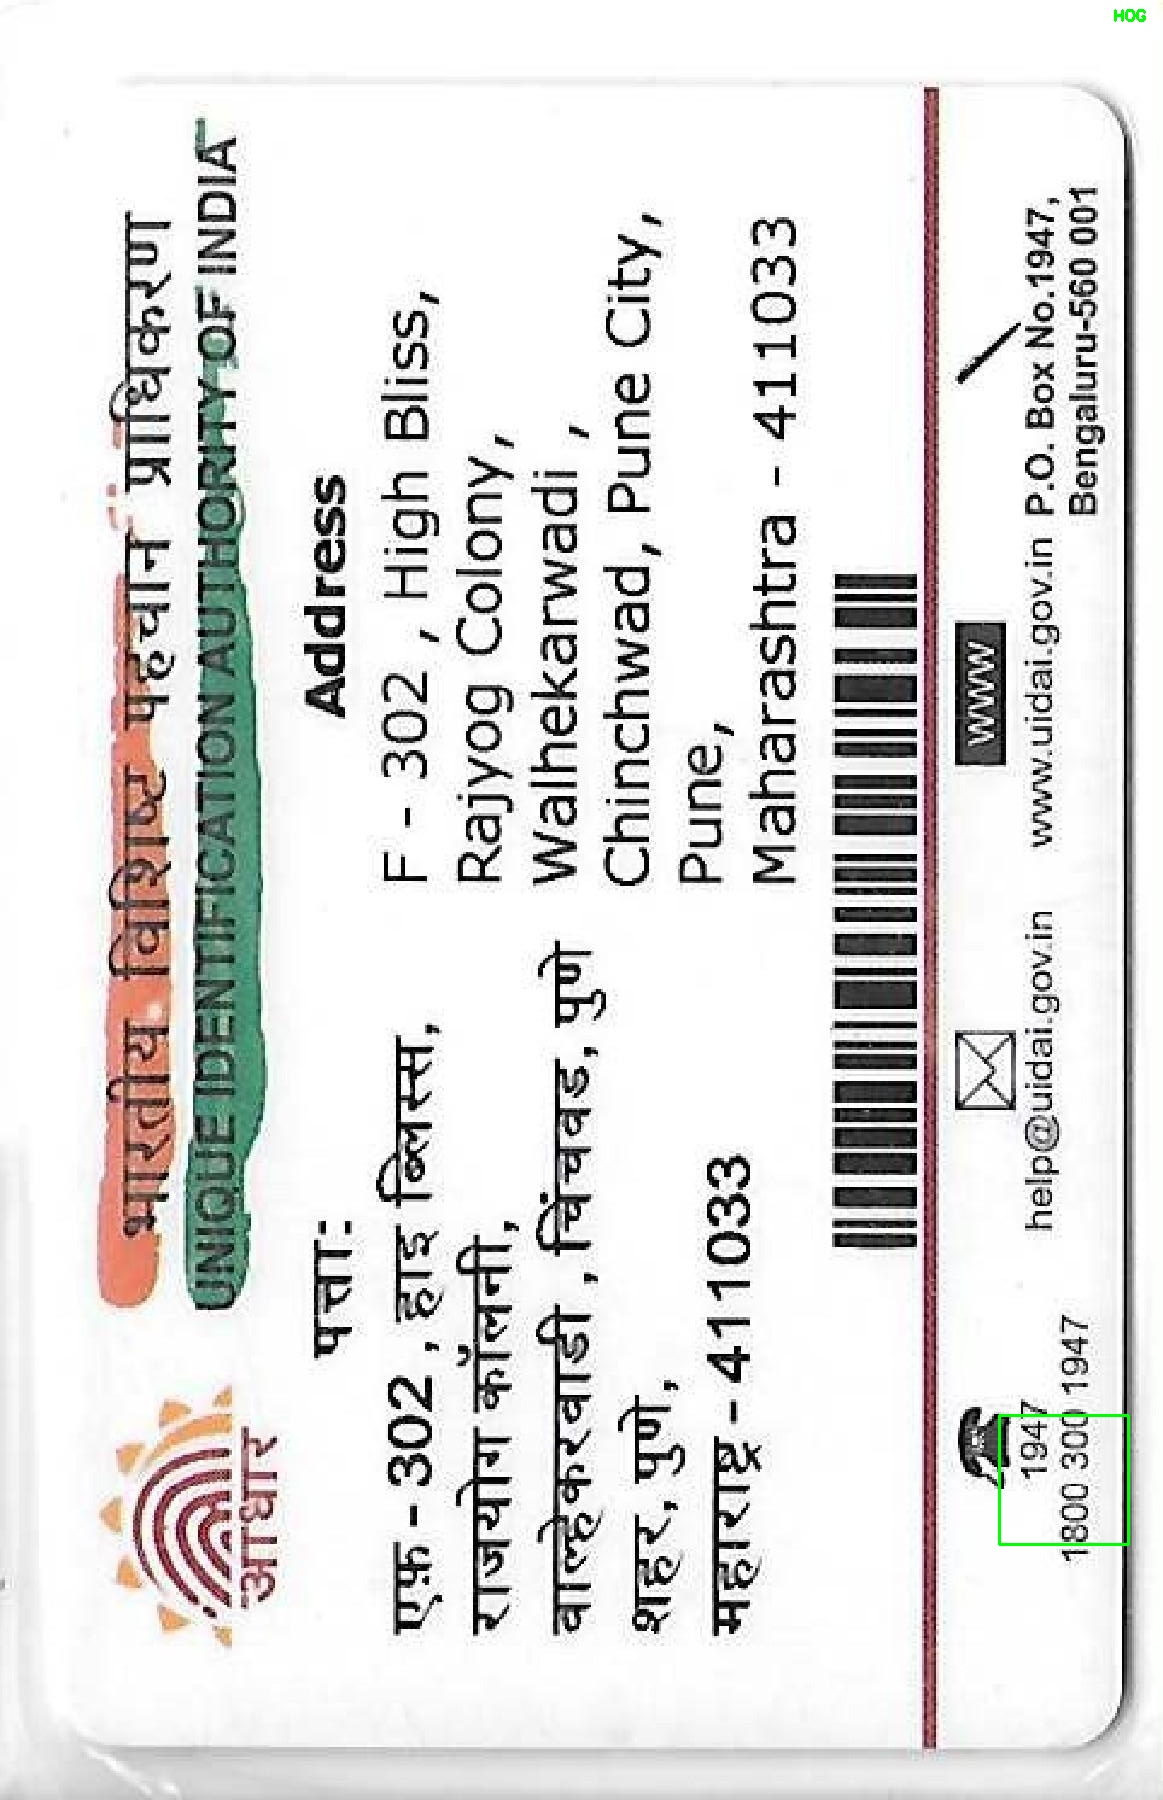 HOG
भारतीय विशिष्ट पहचान प्राधिकरण
UNIQUE IDENTIFICATION AUTHORITY OF INDIA
आधार
पत्ता:
एफ़ - 302 , हाइ ब्लिस्स,
राजयोग कॉलनी,
वाल्हेकरवाडी , चिंचवड, पुणे
शहर, पुणे,
महाराष्ट्र - 411033
Address
F - 302 , High Bliss,
Rajyog Colony,
Walhekarwadi ,
Chinchwad, Pune City,
Pune,
Maharashtra - 411033
1947
1800 300 1947
help@uidai.gov.in
WWW
www.uidai.gov.in
P.O. Box No.1947,
Bengaluru-560 001